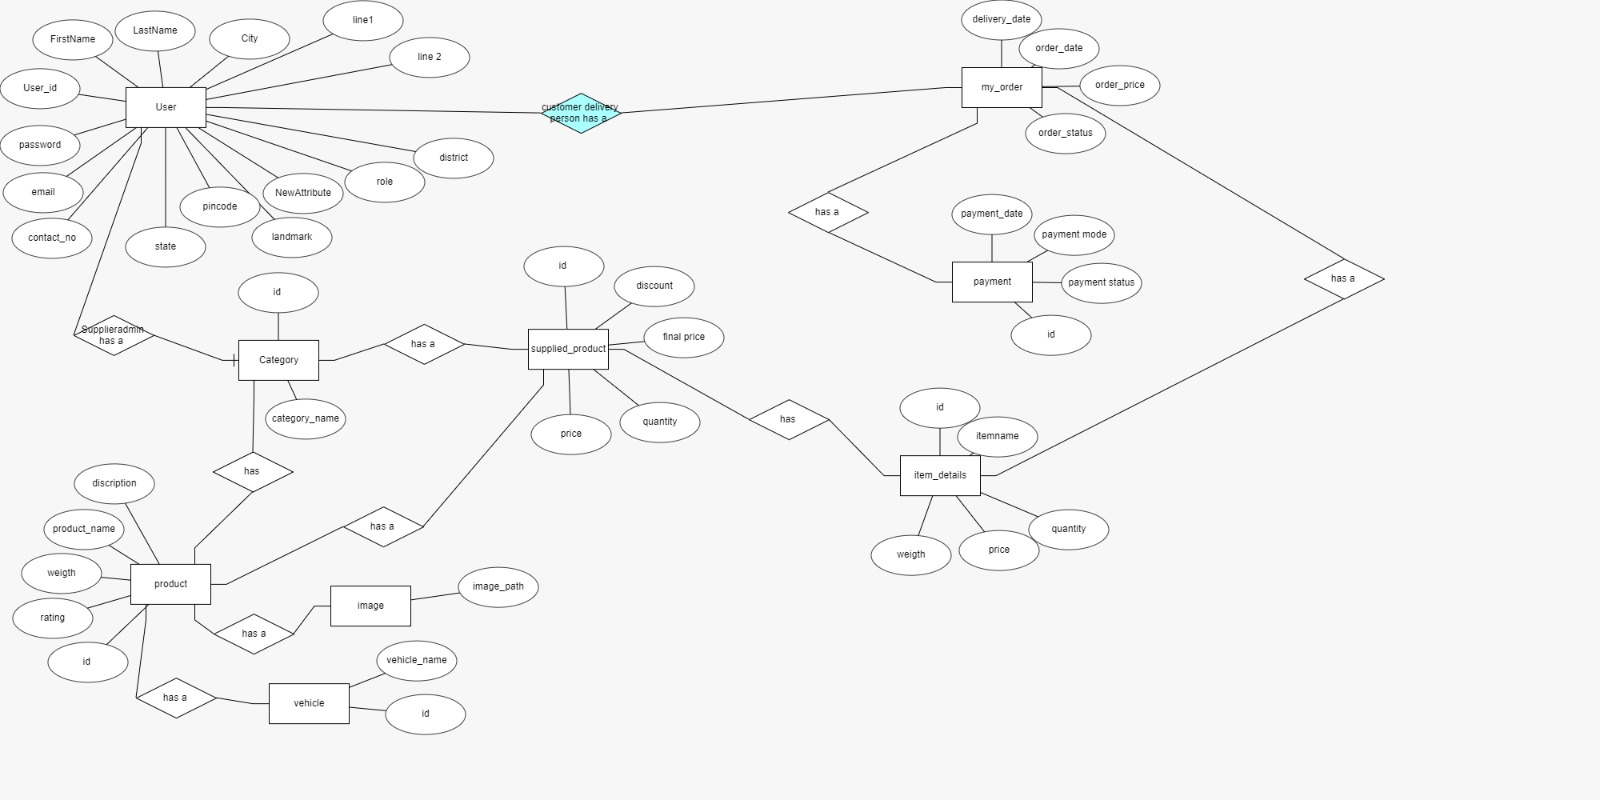 FirstName
LastName
City
line1
line 2
User_id
User
password
email
contact_no
state
pincode
NewAttribute
landmark
role
district
customer delivery
person has a
delivery_date
order_date
my_order
order_price
order_status
has a
payment_date
payment mode
payment
payment status
id
has a
Supplieradmin
has a
id
Category
category_name
has a
id
discount
supplied_product
final price
price
quantity
has
id
itemname
item_details
weigth
price
quantity
has
discription
product_name
weigth
product
rating
id
has a
has a
image
image_path
has a
vehicle
vehicle_name
id